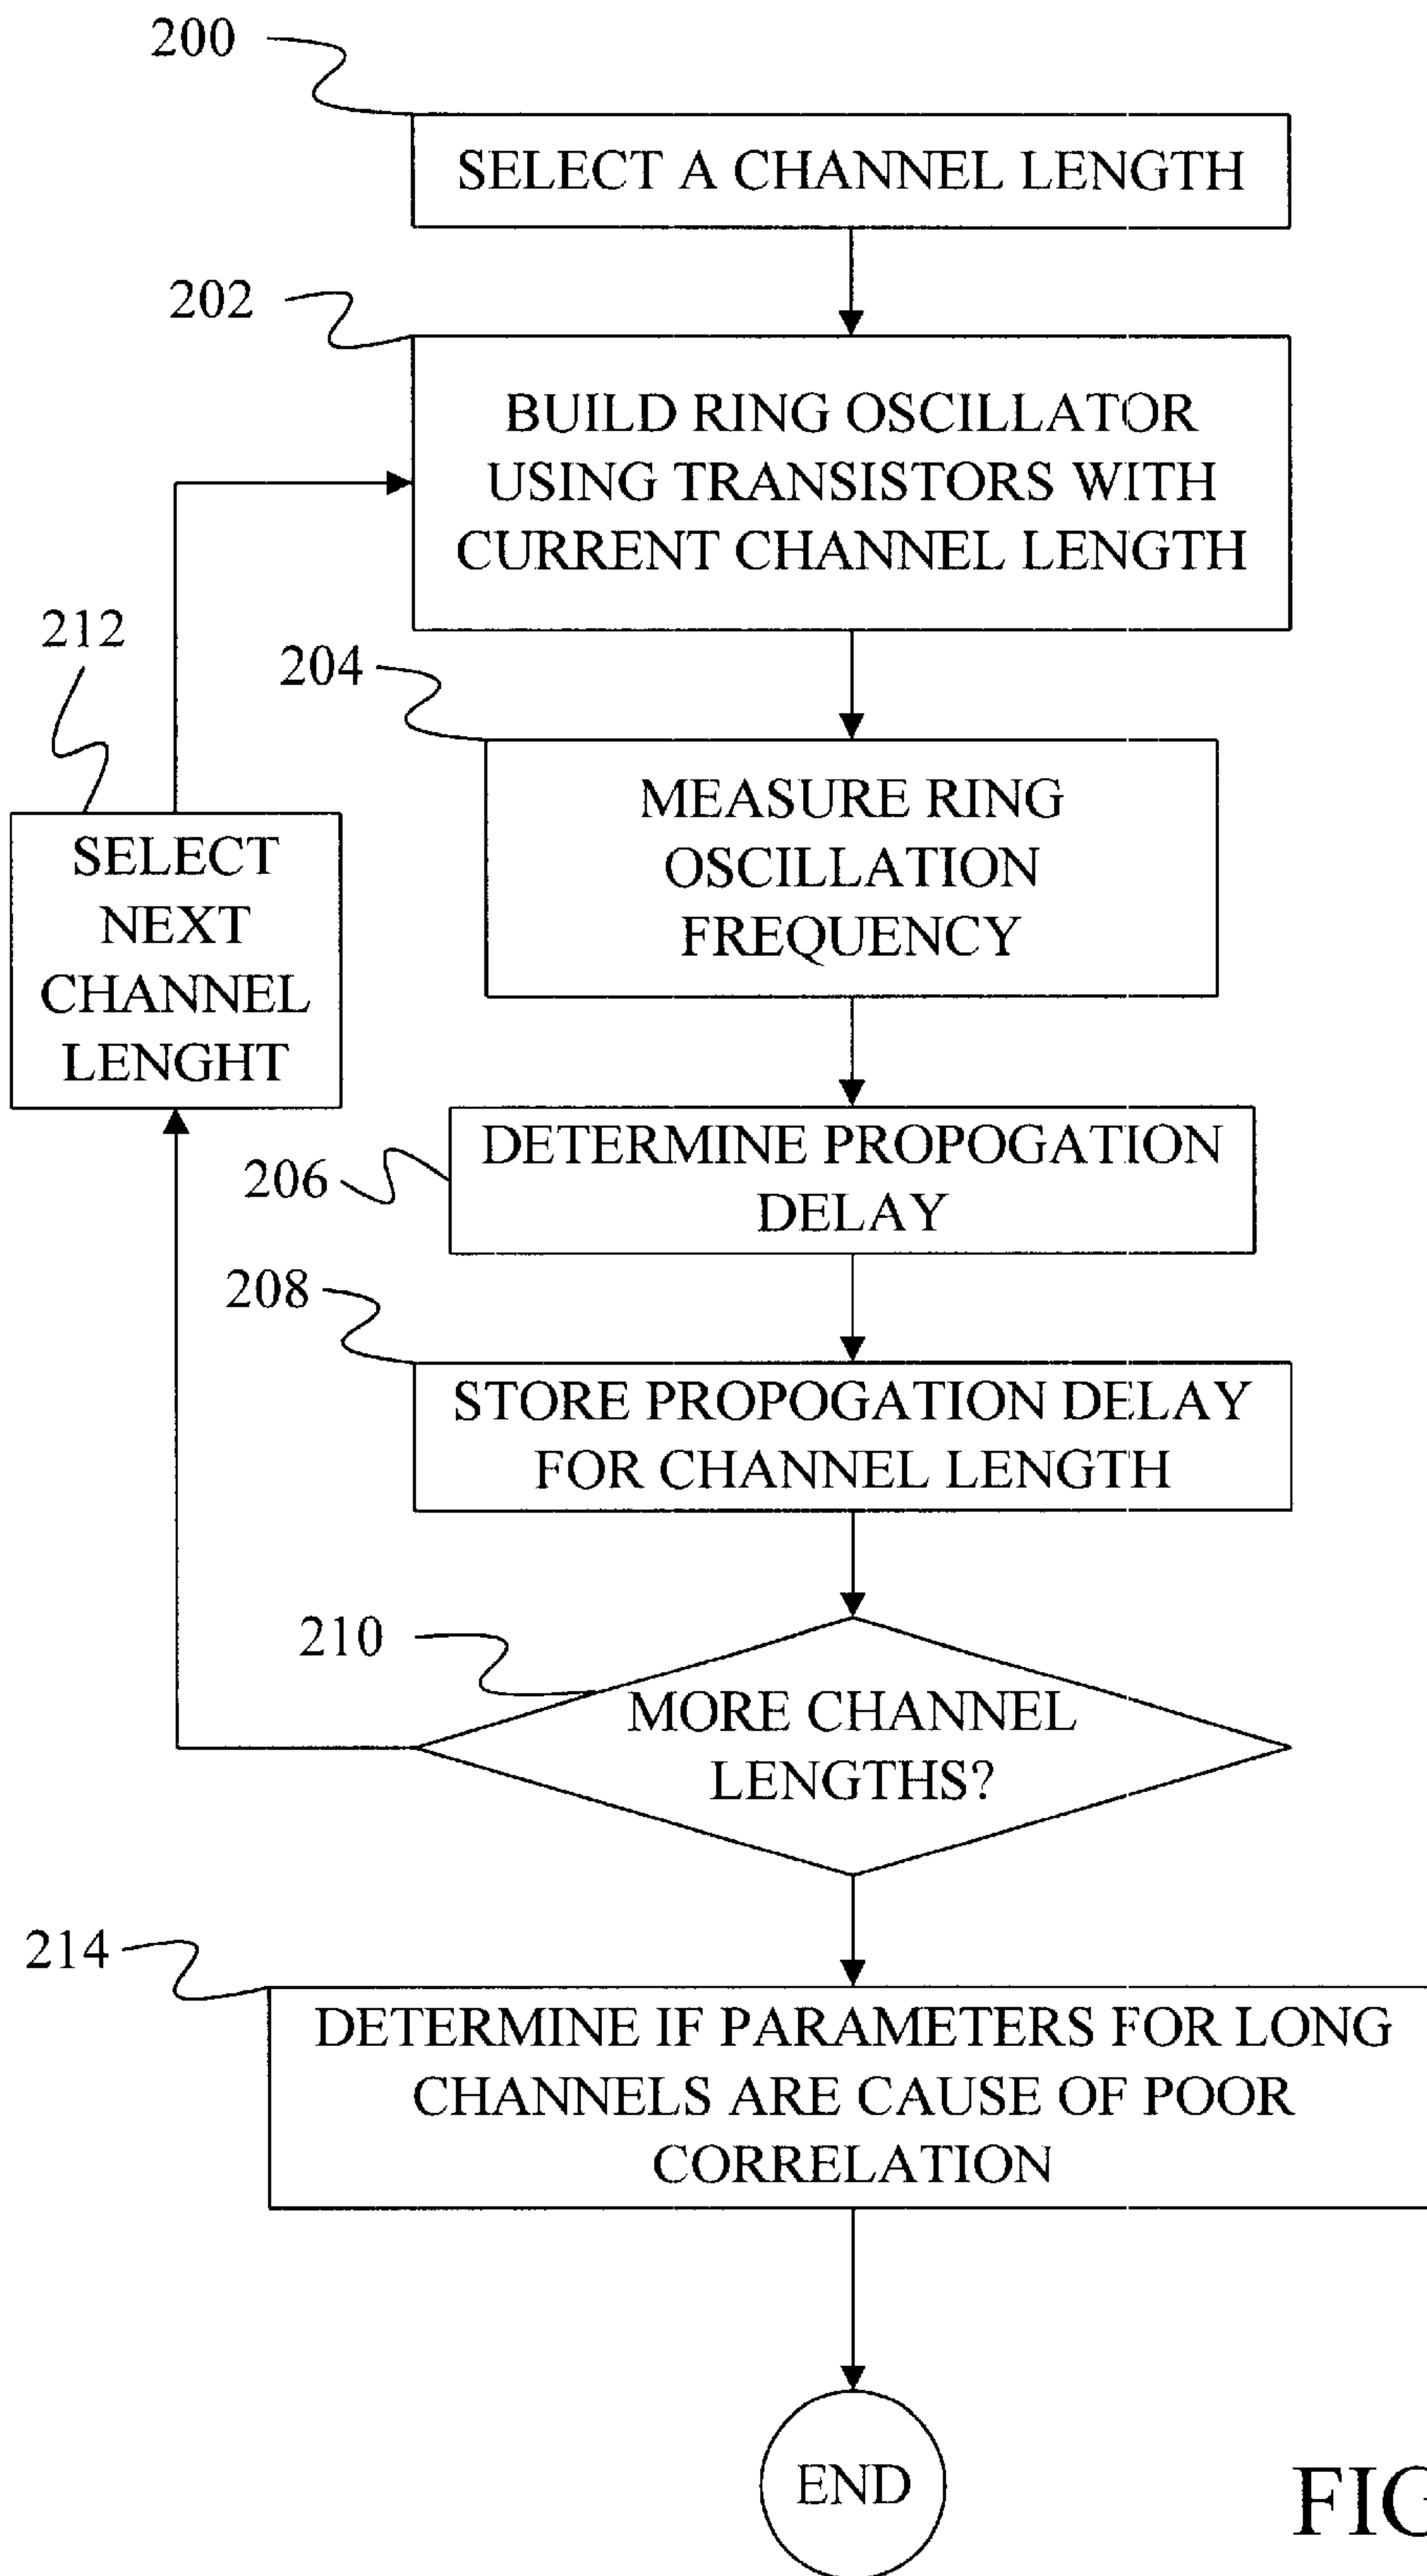 200
SELECT A CHANNEL LENGTH
202
BUILD RING OSCILLATOR
USING TRANSISTORS WITH
CURRENT CHANNEL LENGTH
212
204
MEASURE RING
OSCILLATION
FREQUENCY
SELECT
NEXT
CHANNEL
LENGHT
206
DETERMINE PROPOGATION
DELAY
208
STORE PROPOGATION DELAY
FOR CHANNEL LENGTH
210
MORE CHANNEL
LENGTHS?
214
DETERMINE IF PARAMETERS FOR LONG
CHANNELS ARE CAUSE OF POOR
CORRELATION
END
FIG